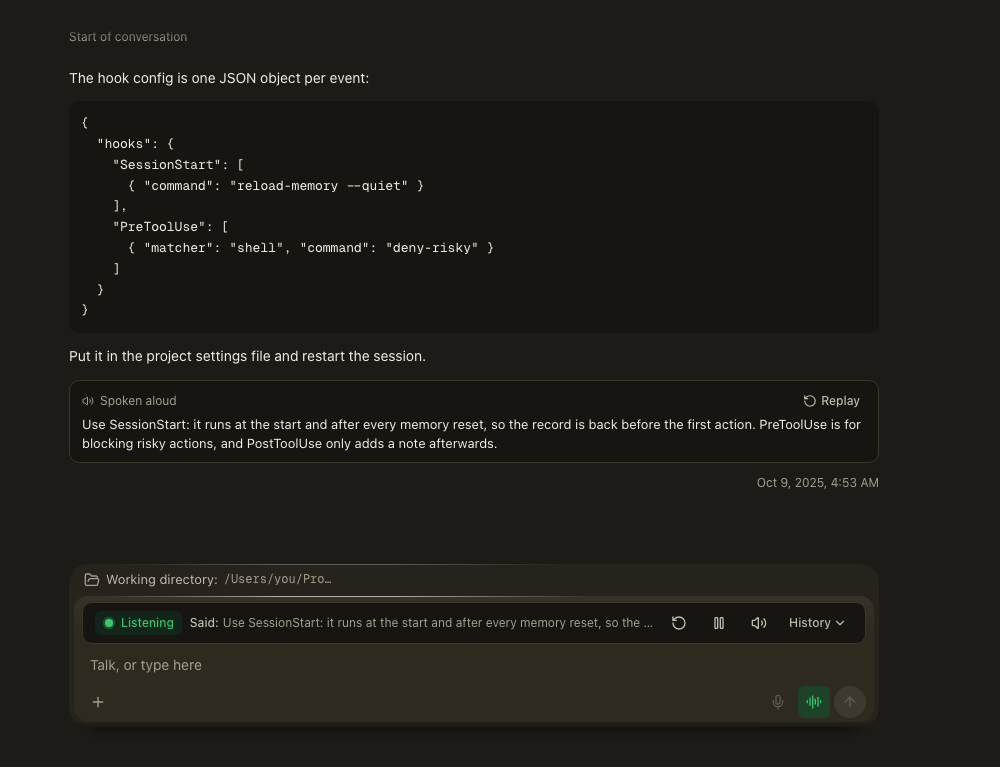 Start of conversation
The hook config is one JSON object per event:
{
  "hooks": {
    "SessionStart": [
      { "command": "reload-memory --quiet" }
    ],
    "PreToolUse": [
      { "matcher": "shell", "command": "deny-risky" }
    ]
  }
}
Put it in the project settings file and restart the session.
Spoken aloud Replay
Use SessionStart: it runs at the start and after every memory reset, so the record is back before the first action. PreToolUse is for
blocking risky actions, and PostToolUse only adds a note afterwards.
Oct 9, 2025, 4:53 AM
Working directory: /Users/you/Pro…
Listening Said: Use SessionStart: it runs at the start and after every memory reset, so the ... History
Talk, or type here